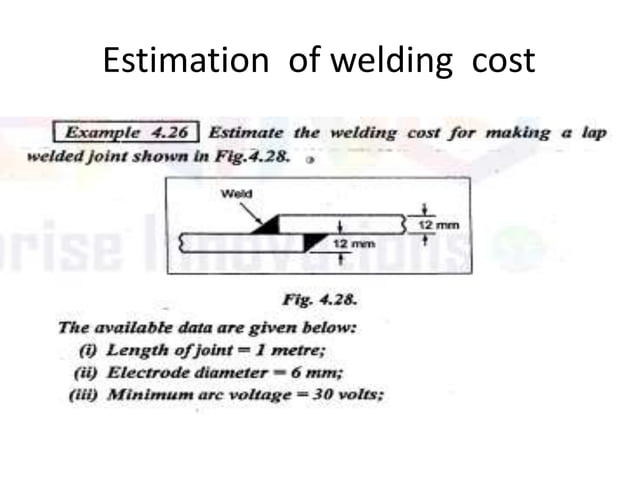 Estimation of welding cost
Example 4.26 Estimate the welding cost for making a lap
welded joint shown in Fig.4.28.
Weld
12 mm
12 mm
Fig. 4.28.
The available data are given below:
(i) Length of joint = 1 metre;
(ii) Electrode diameter = 6 mm;
(iii) Minimum arc voltage = 30 volts;